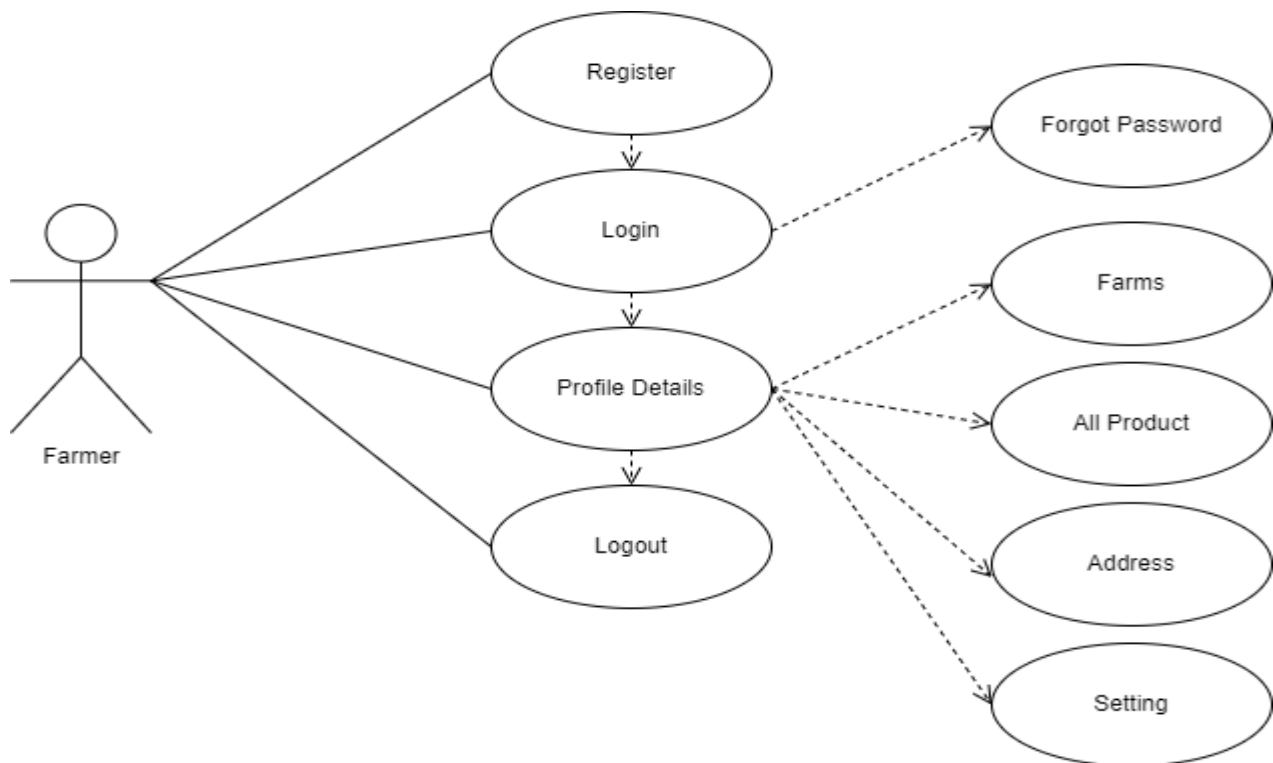 Register
Forgot Password
Login
Farms
Profile Details
All Product
Farmer
Logout
Address
Setting